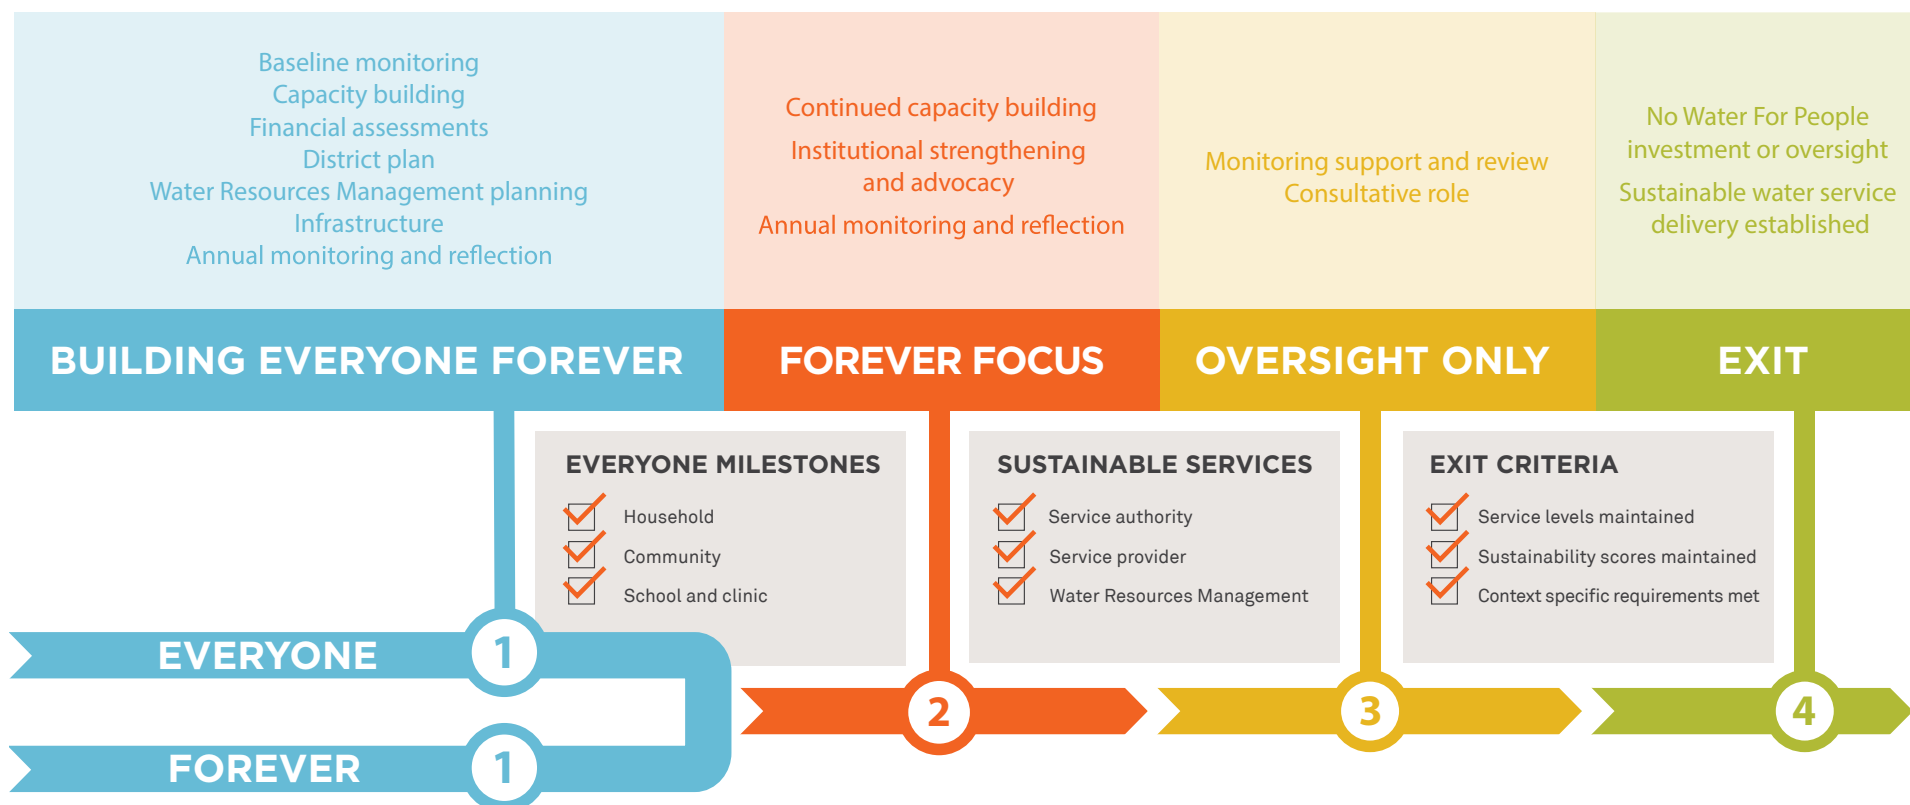 Baseline monitoring
Capacity building
Financial assessments
District plan
Water Resources Management planning
Infrastructure
Annual monitoring and reflection
Continued capacity building
Institutional strengthening
and advocacy
Annual monitoring and reflection
Monitoring support and review
Consultative role
No Water For People
investment or oversight
Sustainable water service
delivery established
BUILDING EVERYONE FOREVER
FOREVER FOCUS
OVERSIGHT ONLY
EXIT
EVERYONE MILESTONES
Household
Community
School and clinic
SUSTAINABLE SERVICES
Service authority
Service provider
Water Resources Management
EXIT CRITERIA
Service levels maintained
Sustainability scores maintained
Context specific requirements met
EVERYONE
1
FOREVER
1
2
3
4